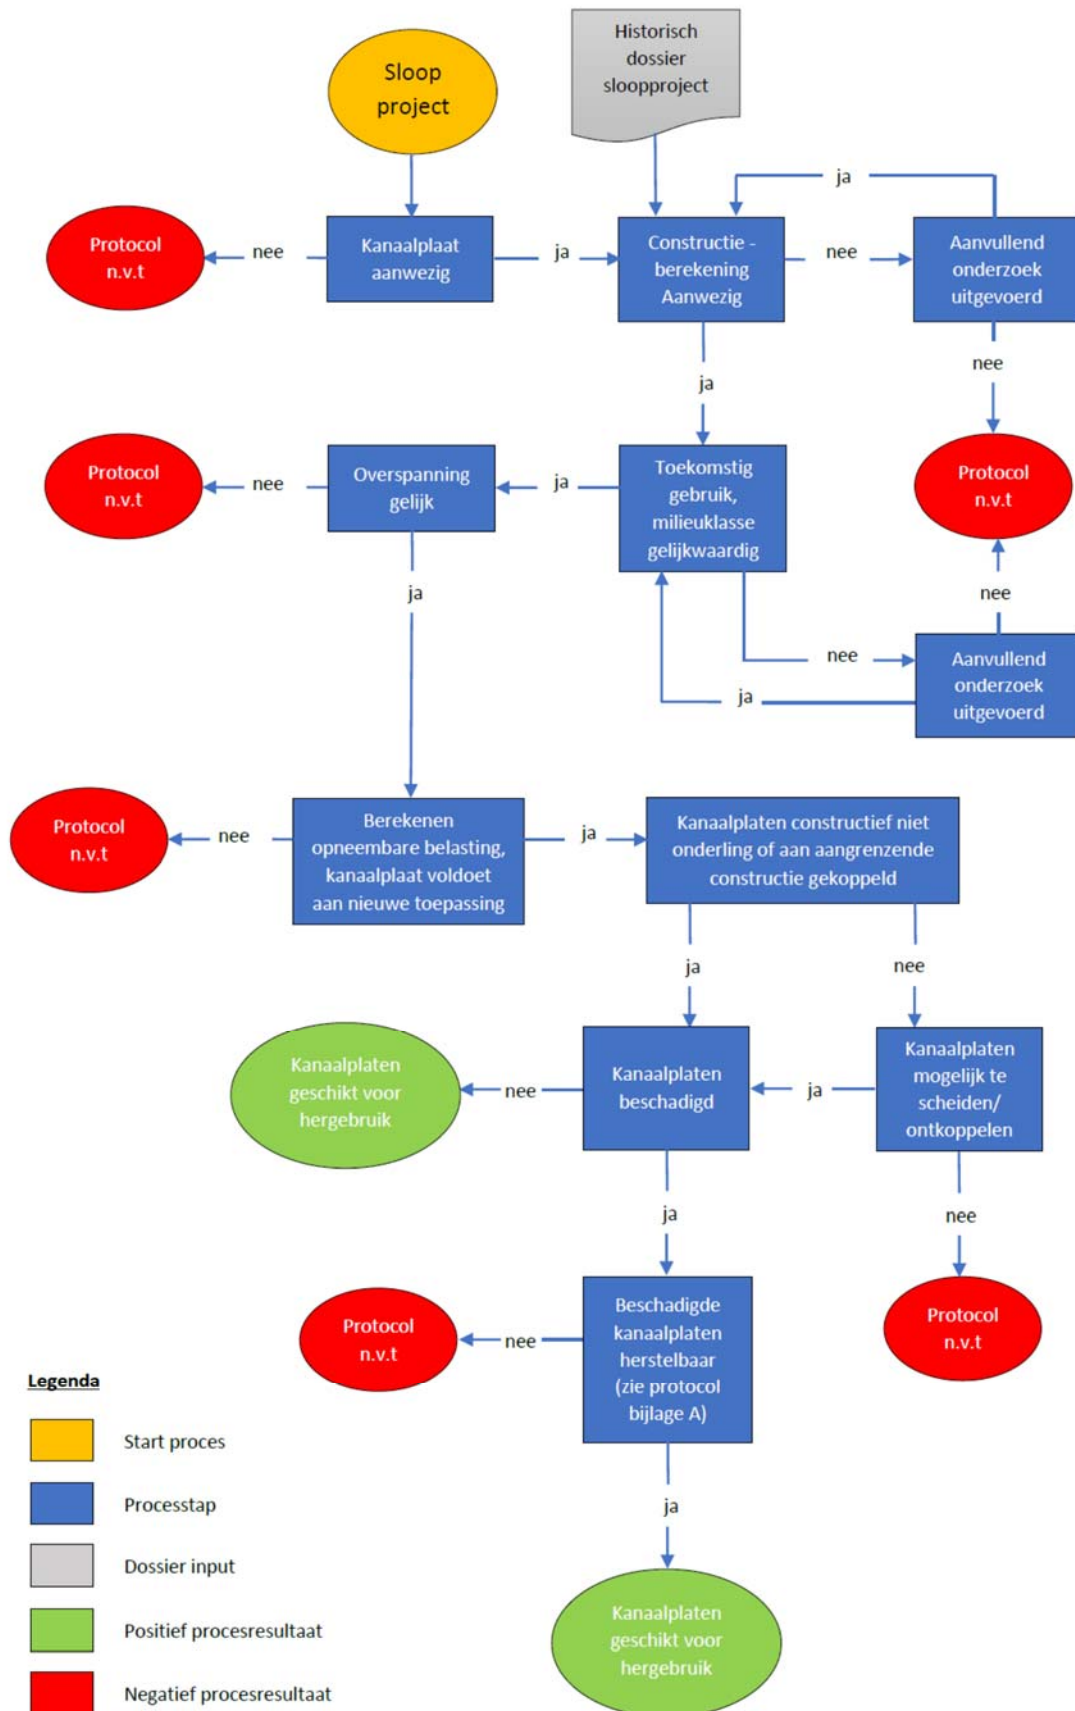 Sloop
project
Historisch
dossier
sloopproject
ja
Protocol
n.v.t
nee
Kanaalplaat
aanwezig
ja
Constructie -
berekening
Aanwezig
nee
Aanvullend
onderzoek
uitgevoerd
nee
ja
Protocol
n.v.t
nee
Overspanning
gelijk
ja
Toekomstig
gebruik,
milieuklasse
gelijkwaardig
Protocol
n.v.t
ja
nee
nee
ja
Aanvullend
onderzoek
uitgevoerd
Protocol
n.v.t
nee
Berekenen
opneembare belasting,
kanaalplaat voldoet
aan nieuwe toepassing
ja
Kanaalplaten constructief niet
onderling of aan aangrenzende
constructie gekoppeld
ja
nee
Kanaalplaten
geschikt voor
hergebruik
nee
Kanaalplaten
beschadigd
ja
Kanaalplaten
mogelijk te
scheiden/
ontkoppelen
ja
nee
Protocol
n.v.t
nee
Beschadigde
kanaalplaten
herstelbaar
(zie protocol
bijlage A)
Protocol
n.v.t
ja
Kanaalplaten
geschikt voor
hergebruik
Legenda
Start proces
Processtap
Dossier input
Positief procesresultaat
Negatief procesresultaat